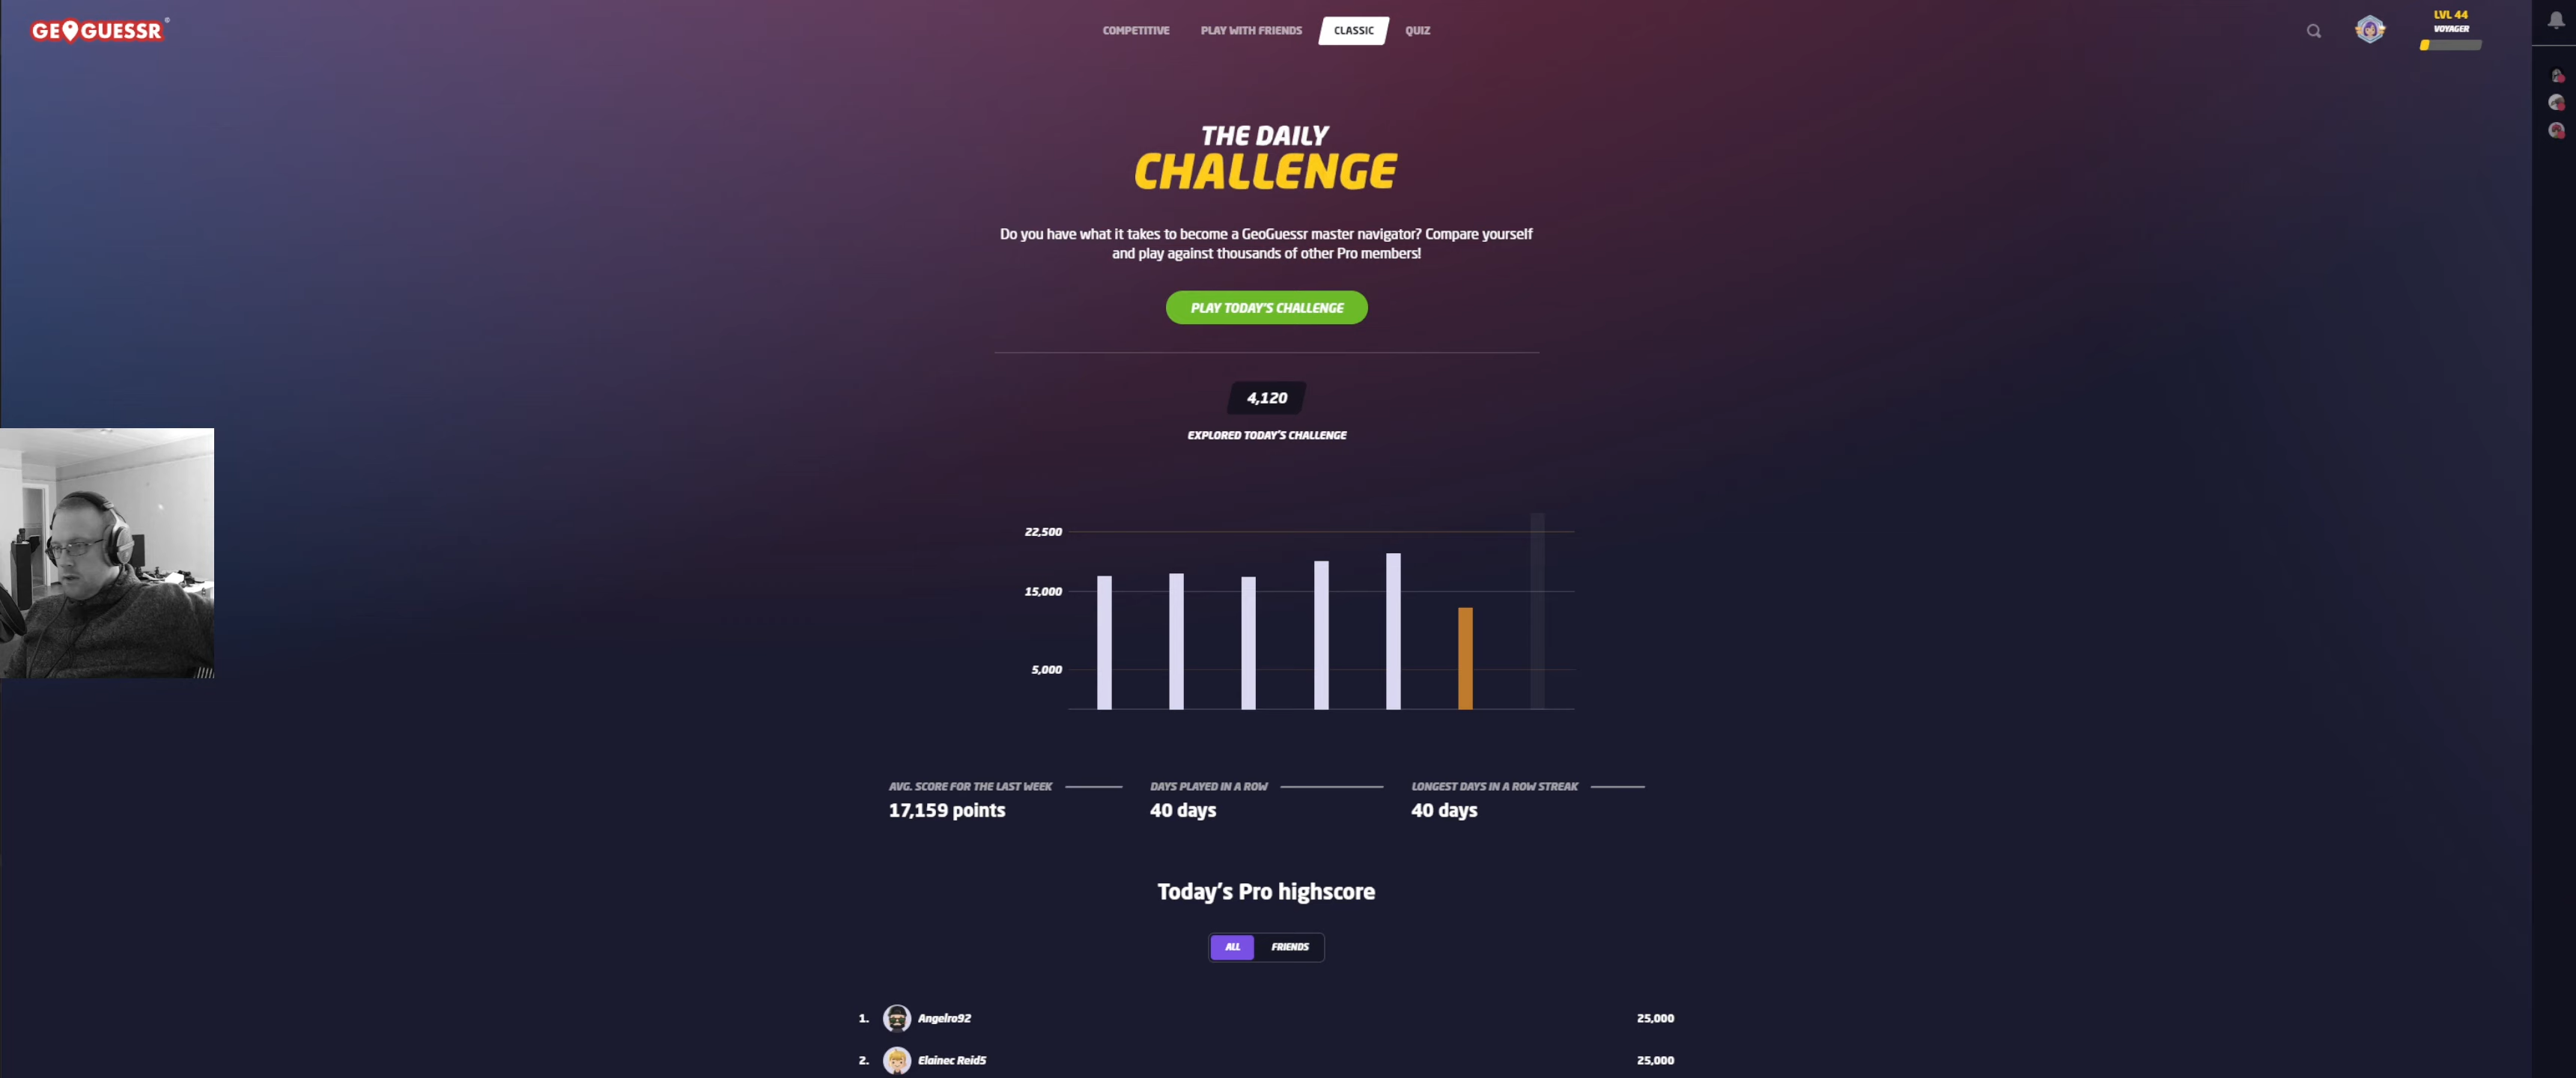 GEOGUESSR
COMPETITIVE PLAY WITH FRIENDS CLASSIC QUIZ
LVL 44
VOYAGER
THE DAILY
CHALLENGE
Do you have what it takes to become a GeoGuessr master navigator? Compare yourself
and play against thousands of other Pro members!
PLAY TODAY'S CHALLENGE
4,120
EXPLORED TODAY'S CHALLENGE
22,500
15,000
5,000
AVG. SCORE FOR THE LAST WEEK
17,159 points
DAYS PLAYED IN A ROW
40 days
LONGEST DAYS IN A ROW STREAK
40 days
Today's Pro highscore
ALL FRIENDS
1. Angelro92 25,000
2. Elainec Reid5 25,000